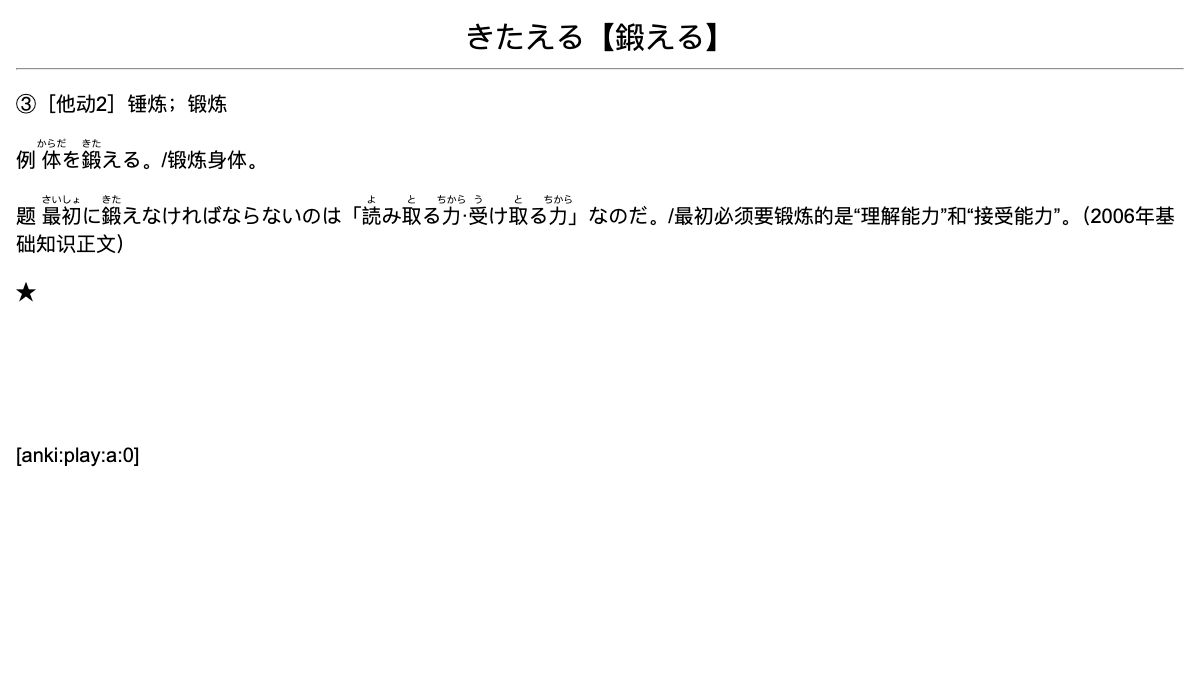 きたえる【鍛える】
③［他动2］锤炼；锻炼
からだ きた
例 体を鍛える。/锻炼身体。
さいしょ きた よ と ちから う と ちから
题 最初に鍛えなければならないのは「読み取る力·受け取る力」なのだ。/最初必须要锻炼的是“理解能力”和“接受能力”。（2006年基
础知识正文）
★
[anki:play:a:0]